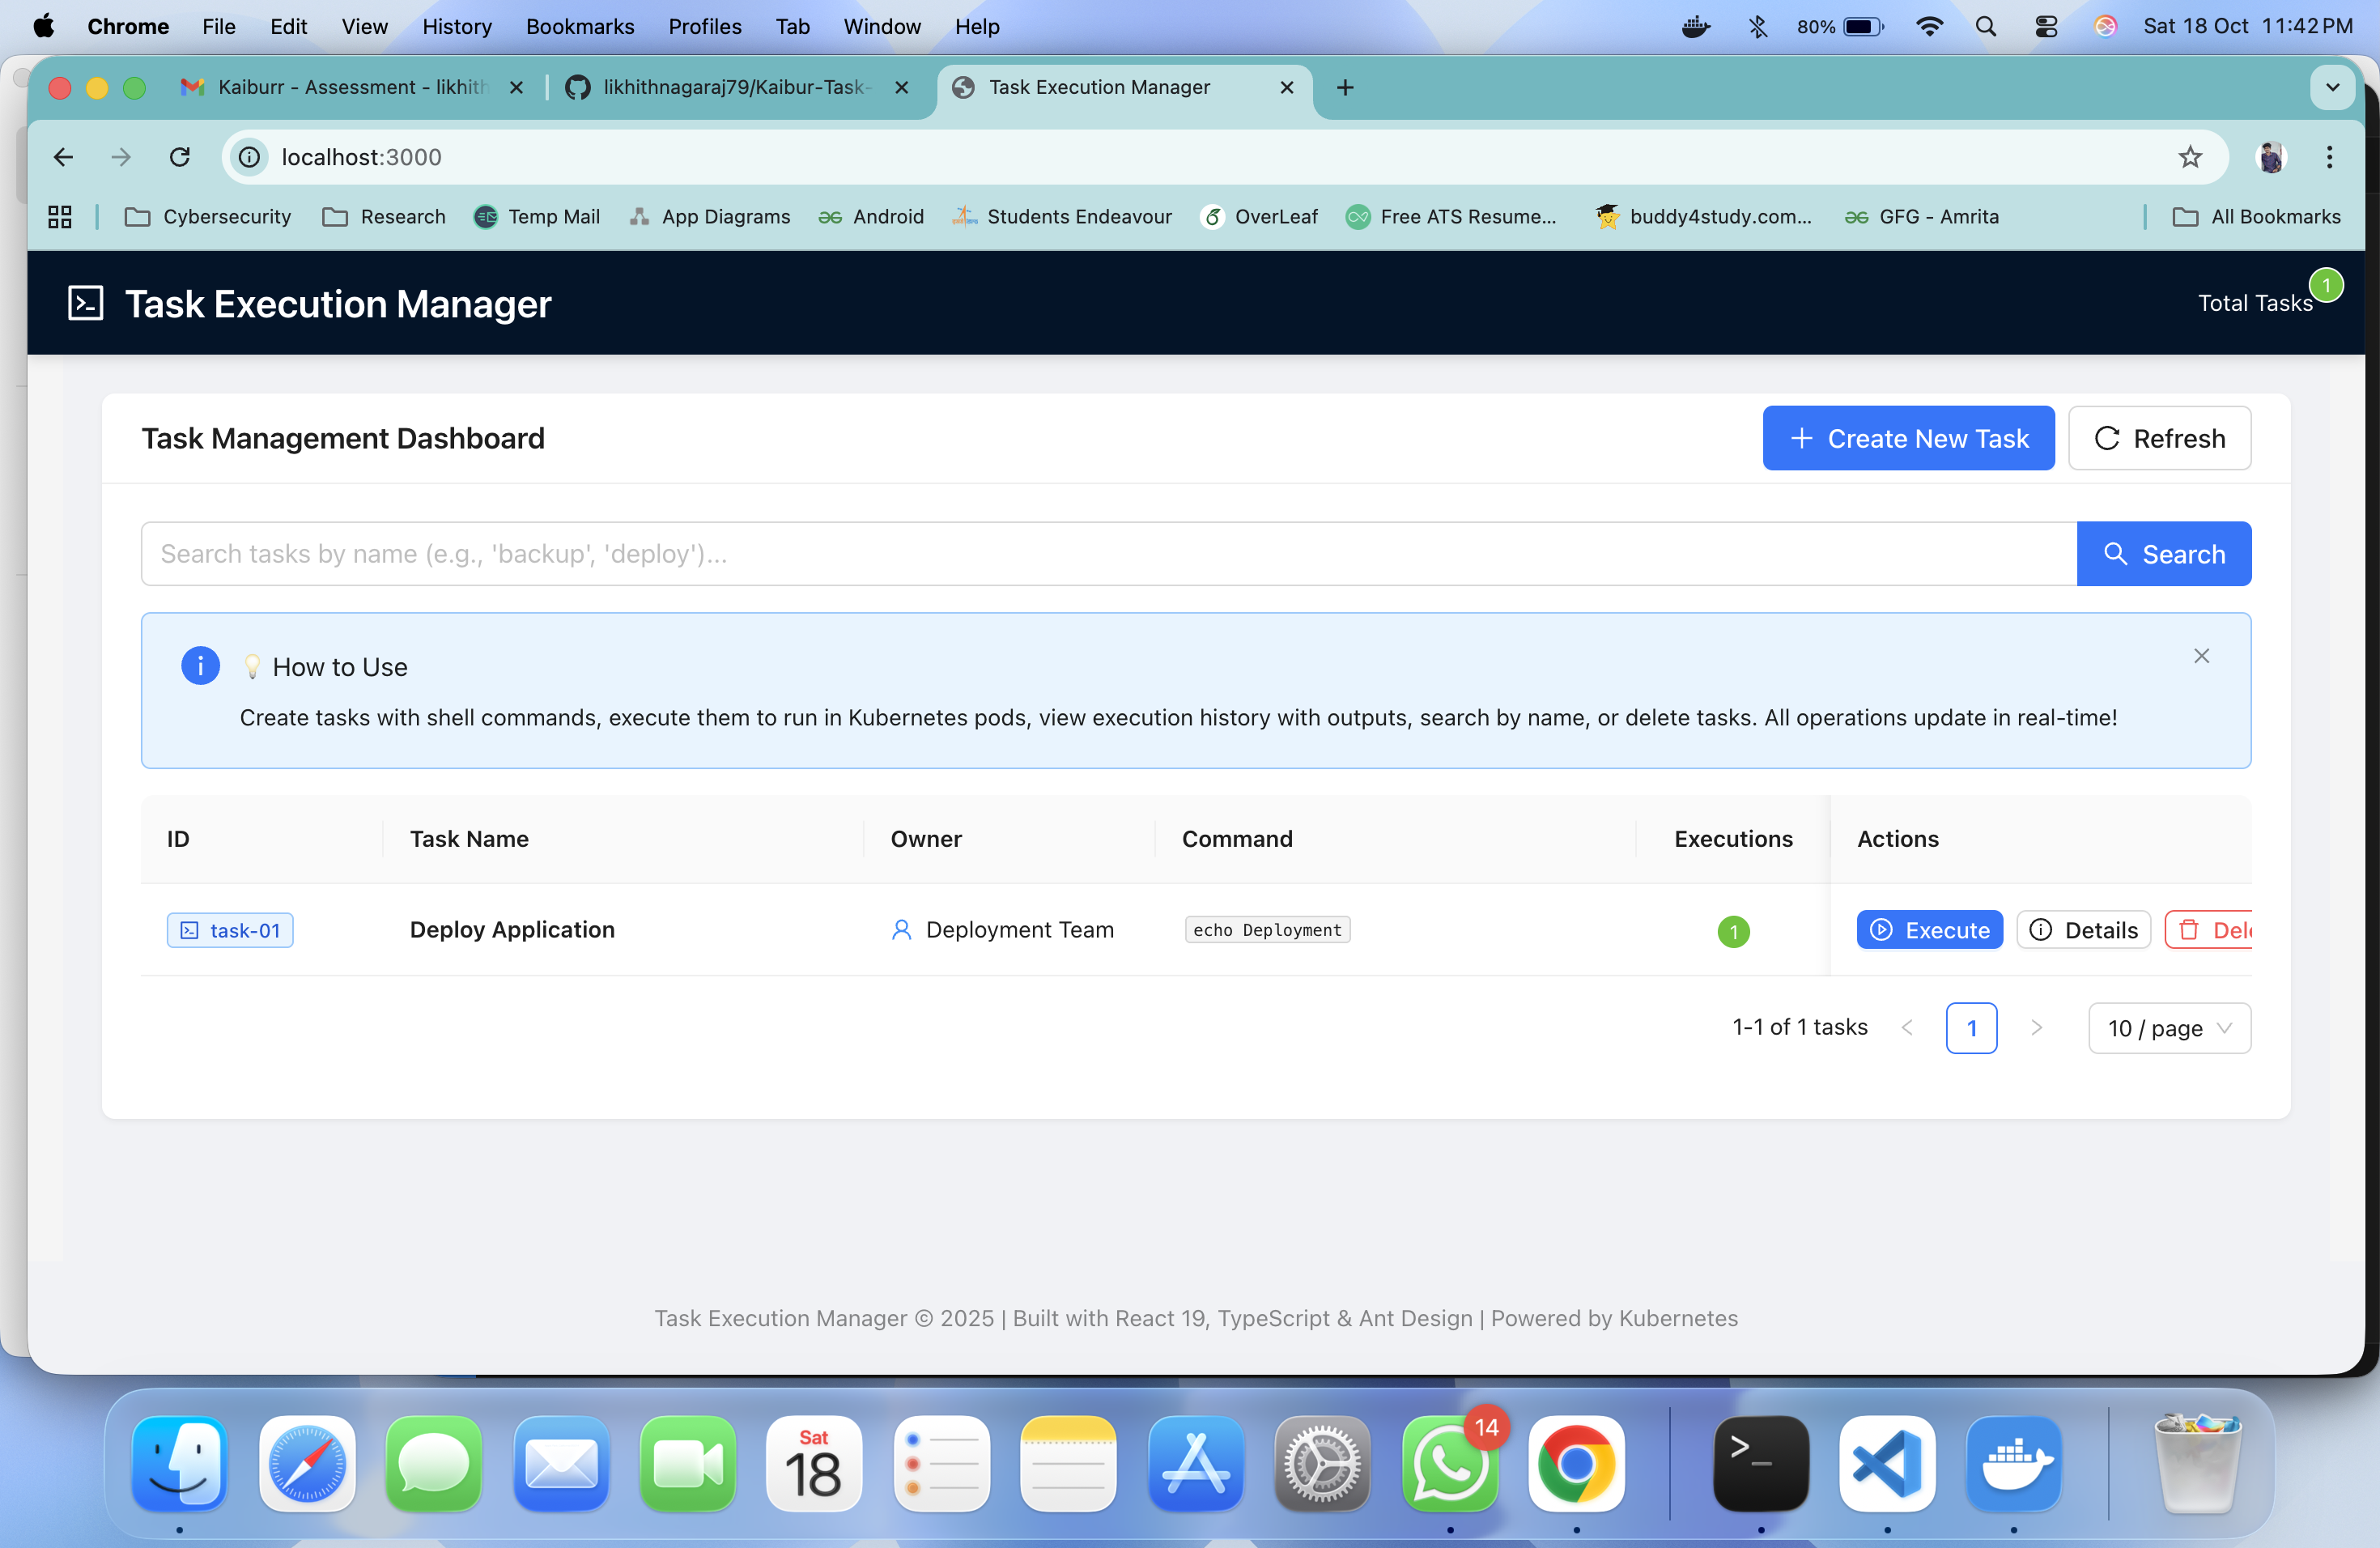 Chrome File Edit View History Bookmarks Profiles Tab Window Help 80% Sat 18 Oct 11:42 PM
Kaiburr - Assessment - likhith likhithnagaraj79/Kaibur-Task- Task Execution Manager
localhost:3000
Cybersecurity Research Temp Mail App Diagrams Android Students Endeavour OverLeaf Free ATS Resume... buddy4study.com... GFG - Amrita All Bookmarks
>_ Task Execution Manager Total Tasks 1
Task Management Dashboard + Create New Task Refresh
Search tasks by name (e.g., 'backup', 'deploy')... Search
i 💡 How to Use
Create tasks with shell commands, execute them to run in Kubernetes pods, view execution history with outputs, search by name, or delete tasks. All operations update in real-time!
ID Task Name Owner Command Executions Actions
task-01 Deploy Application Deployment Team echo Deployment 1 Execute Details Dele
1-1 of 1 tasks < 1 > 10 / page
Task Execution Manager © 2025 | Built with React 19, TypeScript & Ant Design | Powered by Kubernetes
Sat 14
18 >_